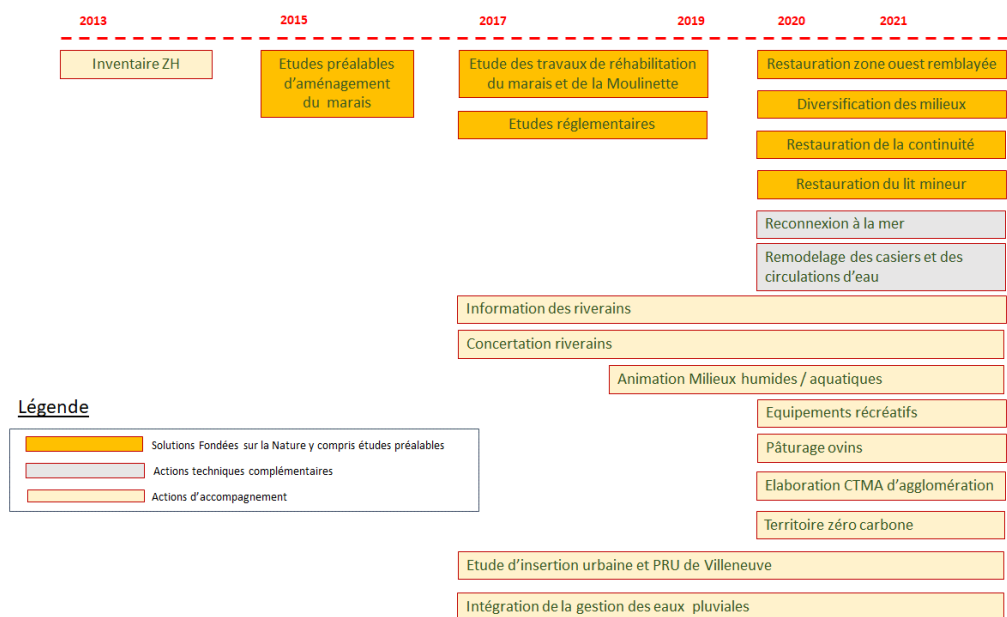 2013 2015 2017 2019 2020 2021
Inventaire ZH
Etudes préalables
d’aménagement
du marais
Etude des travaux de réhabilitation
du marais et de la Moulinette
Etudes réglementaires
Restauration zone ouest remblayée
Diversification des milieux
Restauration de la continuité
Restauration du lit mineur
Reconnexion à la mer
Remodelage des casiers et des
circulations d’eau
Information des riverains
Concertation riverains
Animation Milieux humides / aquatiques
Equipements récréatifs
Pâturage ovins
Elaboration CTMA d’agglomération
Territoire zéro carbone
Etude d’insertion urbaine et PRU de Villeneuve
Intégration de la gestion des eaux pluviales
Légende
Solutions Fondées sur la Nature y compris études préalables
Actions techniques complémentaires
Actions d’accompagnement